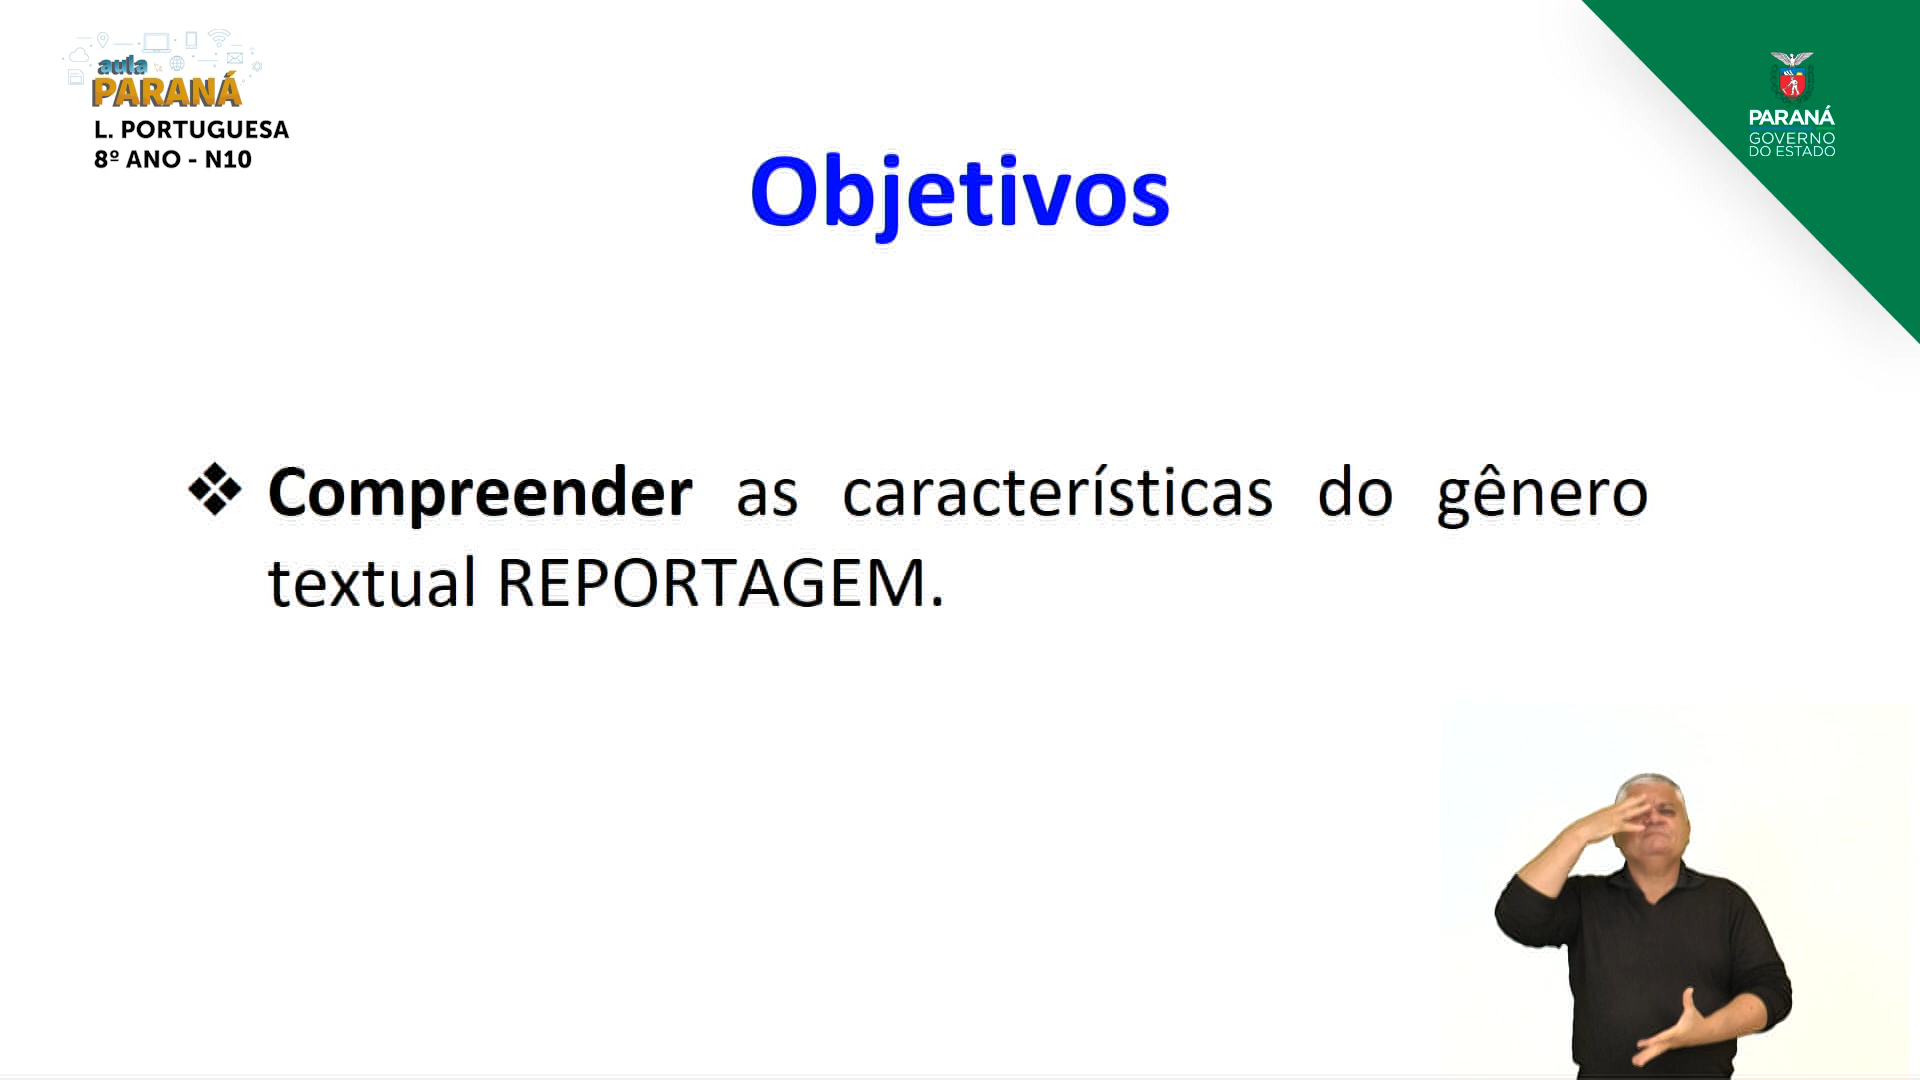 aula
PARANÁ
L. PORTUGUESA
8º ANO - N10
PARANÁ
GOVERNO
DO ESTADO
Objetivos
❖ Compreender as características do gênero
textual REPORTAGEM.